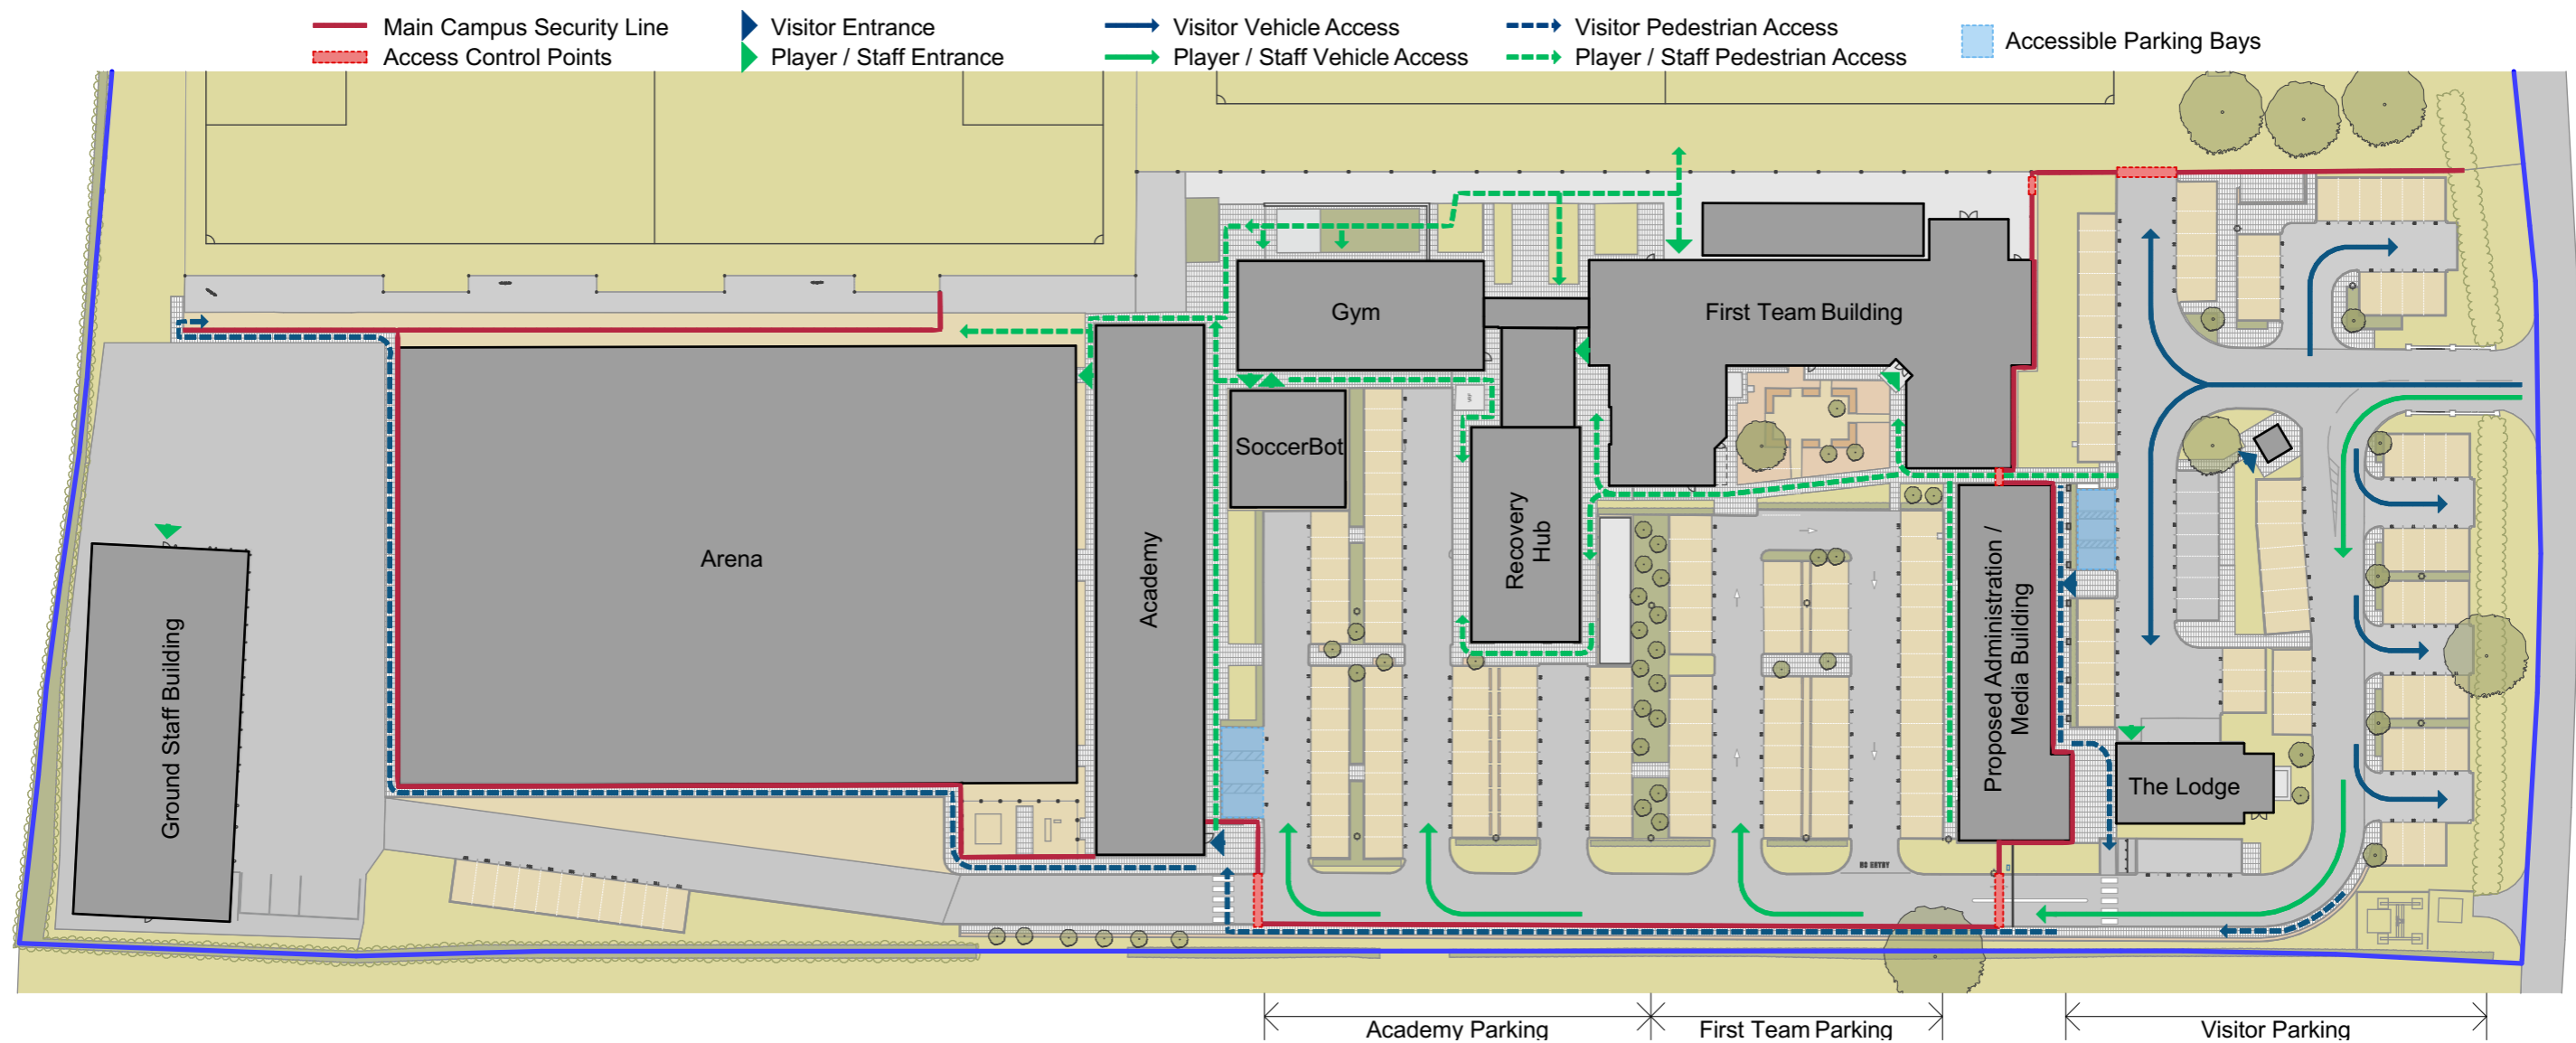 Main Campus Security Line
Access Control Points
Visitor Entrance
Player / Staff Entrance
Visitor Vehicle Access
Player / Staff Vehicle Access
Visitor Pedestrian Access
Player / Staff Pedestrian Access
Accessible Parking Bays
Gym
First Team Building
SoccerBot
Arena
Academy
Recovery
Hub
Ground Staff Building
Proposed Administration /
Media Building
The Lodge
NO ENTRY
Academy Parking
First Team Parking
Visitor Parking